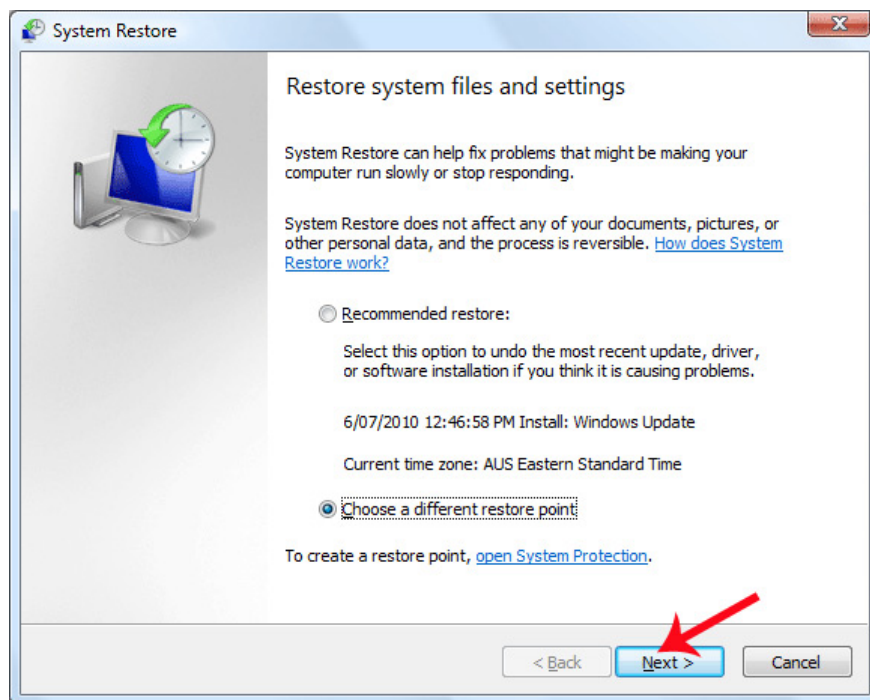 System Restore
Restore system files and settings
System Restore can help fix problems that might be making your
computer run slowly or stop responding.
System Restore does not affect any of your documents, pictures, or
other personal data, and the process is reversible. How does System
Restore work?
Recommended restore:
Select this option to undo the most recent update, driver,
or software installation if you think it is causing problems.
6/07/2010 12:46:58 PM Install: Windows Update
Current time zone: AUS Eastern Standard Time
Choose a different restore point
To create a restore point, open System Protection.
< Back Next > Cancel